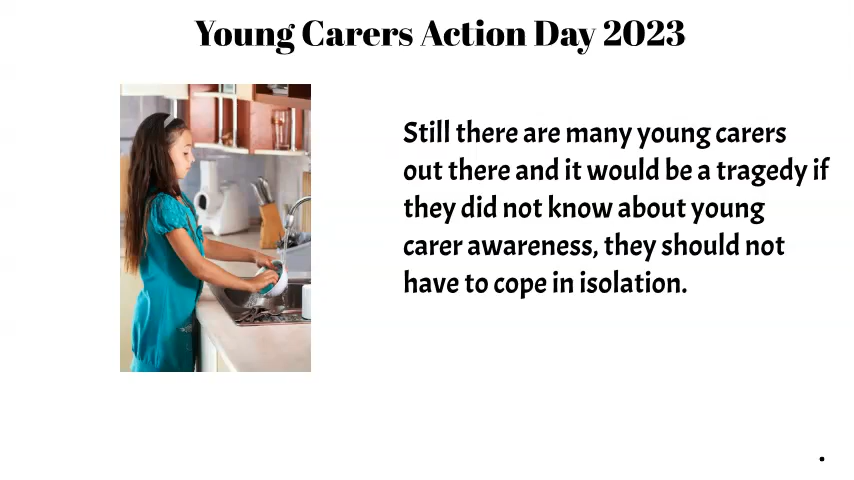 Young Carers Action Day 2023
Still there are many young carers
out there and it would be a tragedy if
they did not know about young
carer awareness, they should not
have to cope in isolation.
.